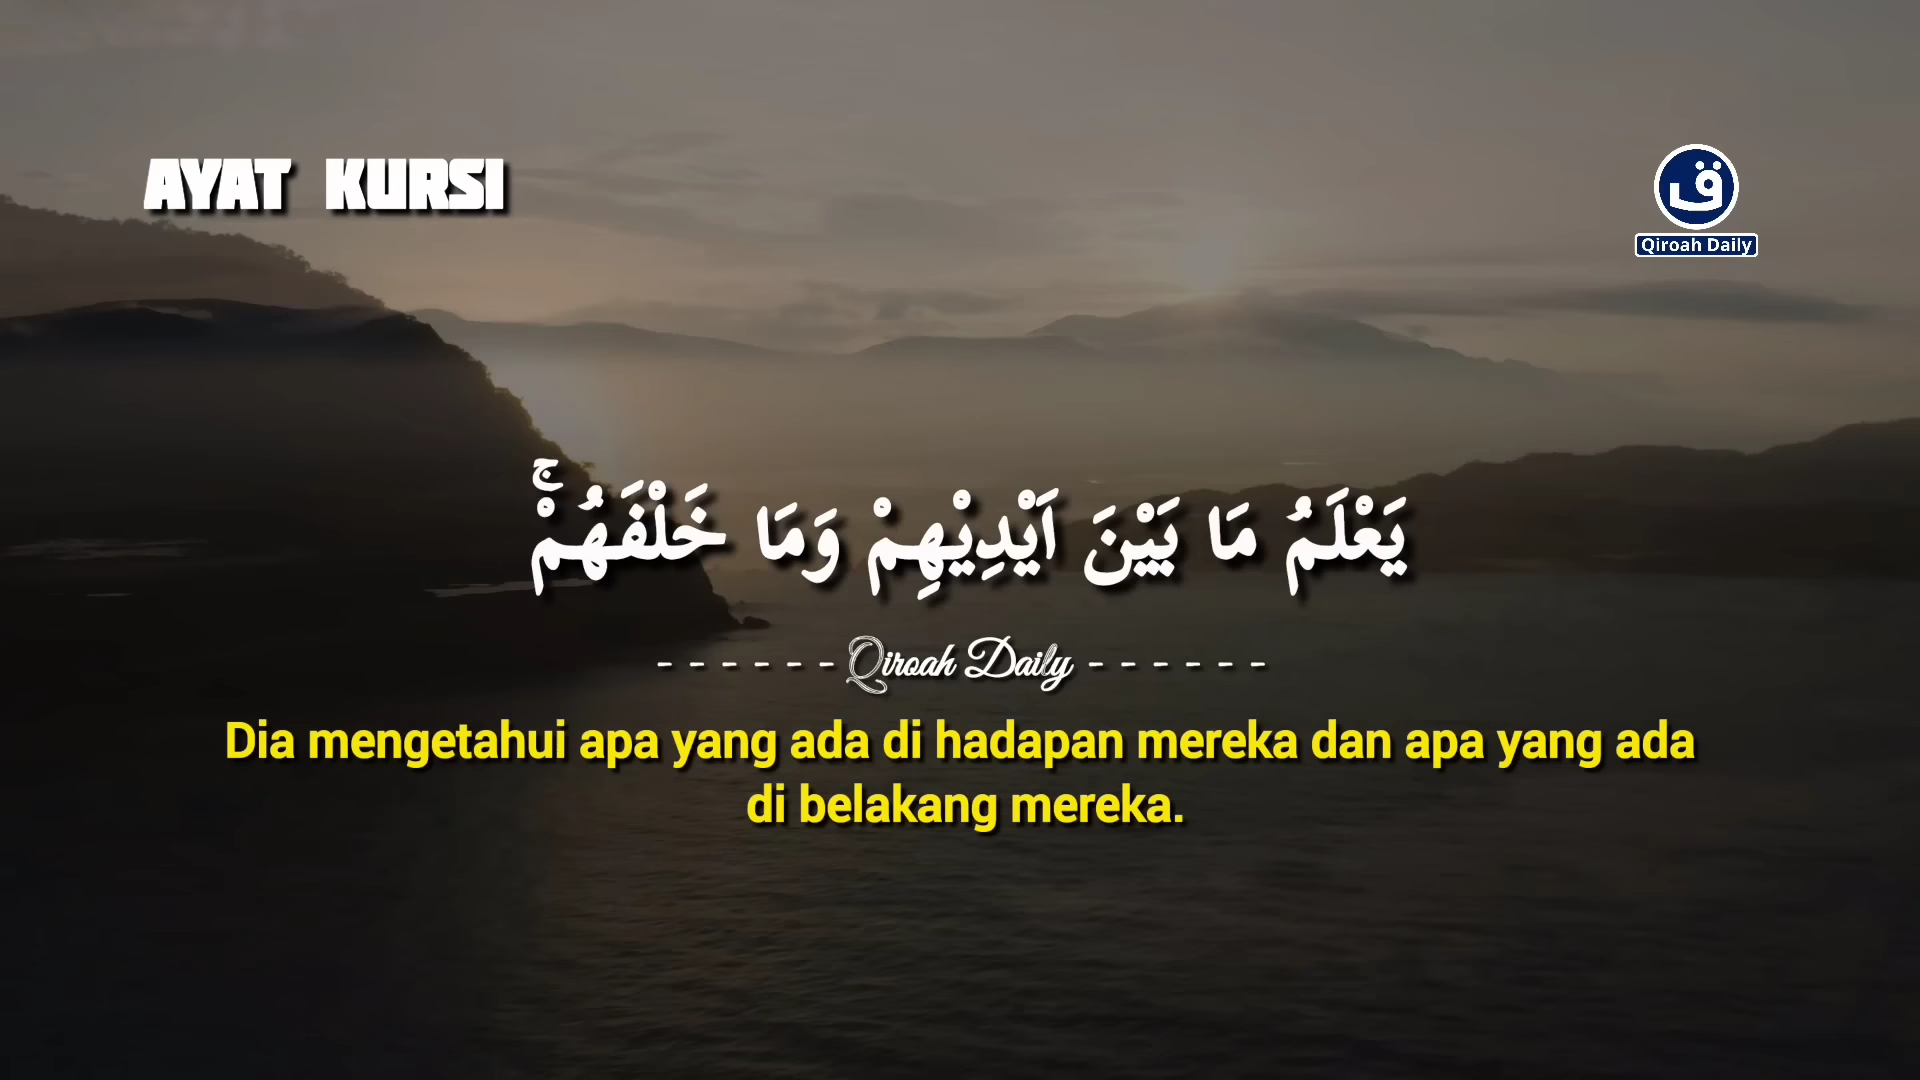 AYAT KURSI
ق
Qiroah Daily
يَعْلَمُ مَا بَيْنَ اَيْدِيْهِمْ وَمَا خَلْفَهُمْۚ
------Qiroah Daily------
Dia mengetahui apa yang ada di hadapan mereka dan apa yang ada
di belakang mereka.